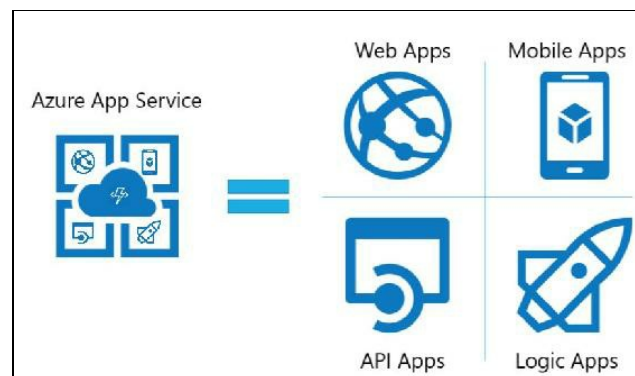 Web Apps
Mobile Apps
Azure App Service
API Apps
Logic Apps